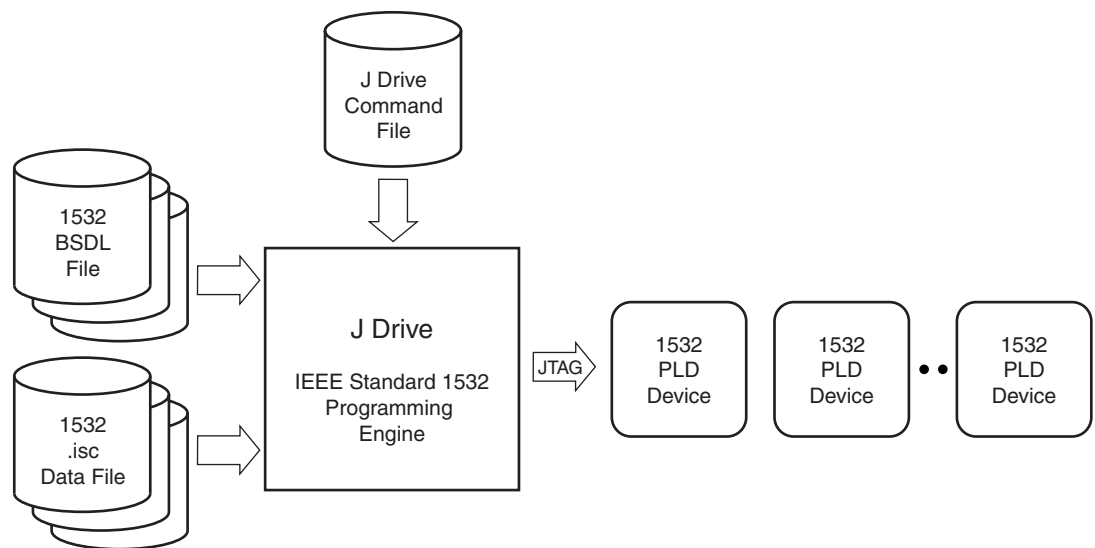 J Drive
Command
File
1532
BSDL
File
1532
.isc
Data File
J Drive
IEEE Standard 1532
Programming
Engine
JTAG
1532
PLD
Device
1532
PLD
Device
1532
PLD
Device